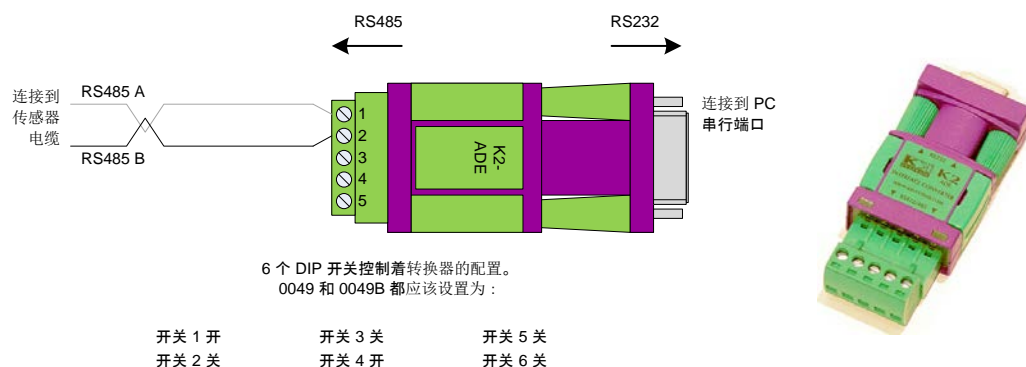 RS485
RS232
连接到
传感器
电缆
RS485 A
RS485 B
1
2
3
4
5
K2-
ADE
连接到 PC
串行端口
K2
6 个 DIP 开关控制着转换器的配置。
0049 和 0049B 都应该设置为：
开关 1 开
开关 3 关
开关 5 关
开关 2 关
开关 4 开
开关 6 关